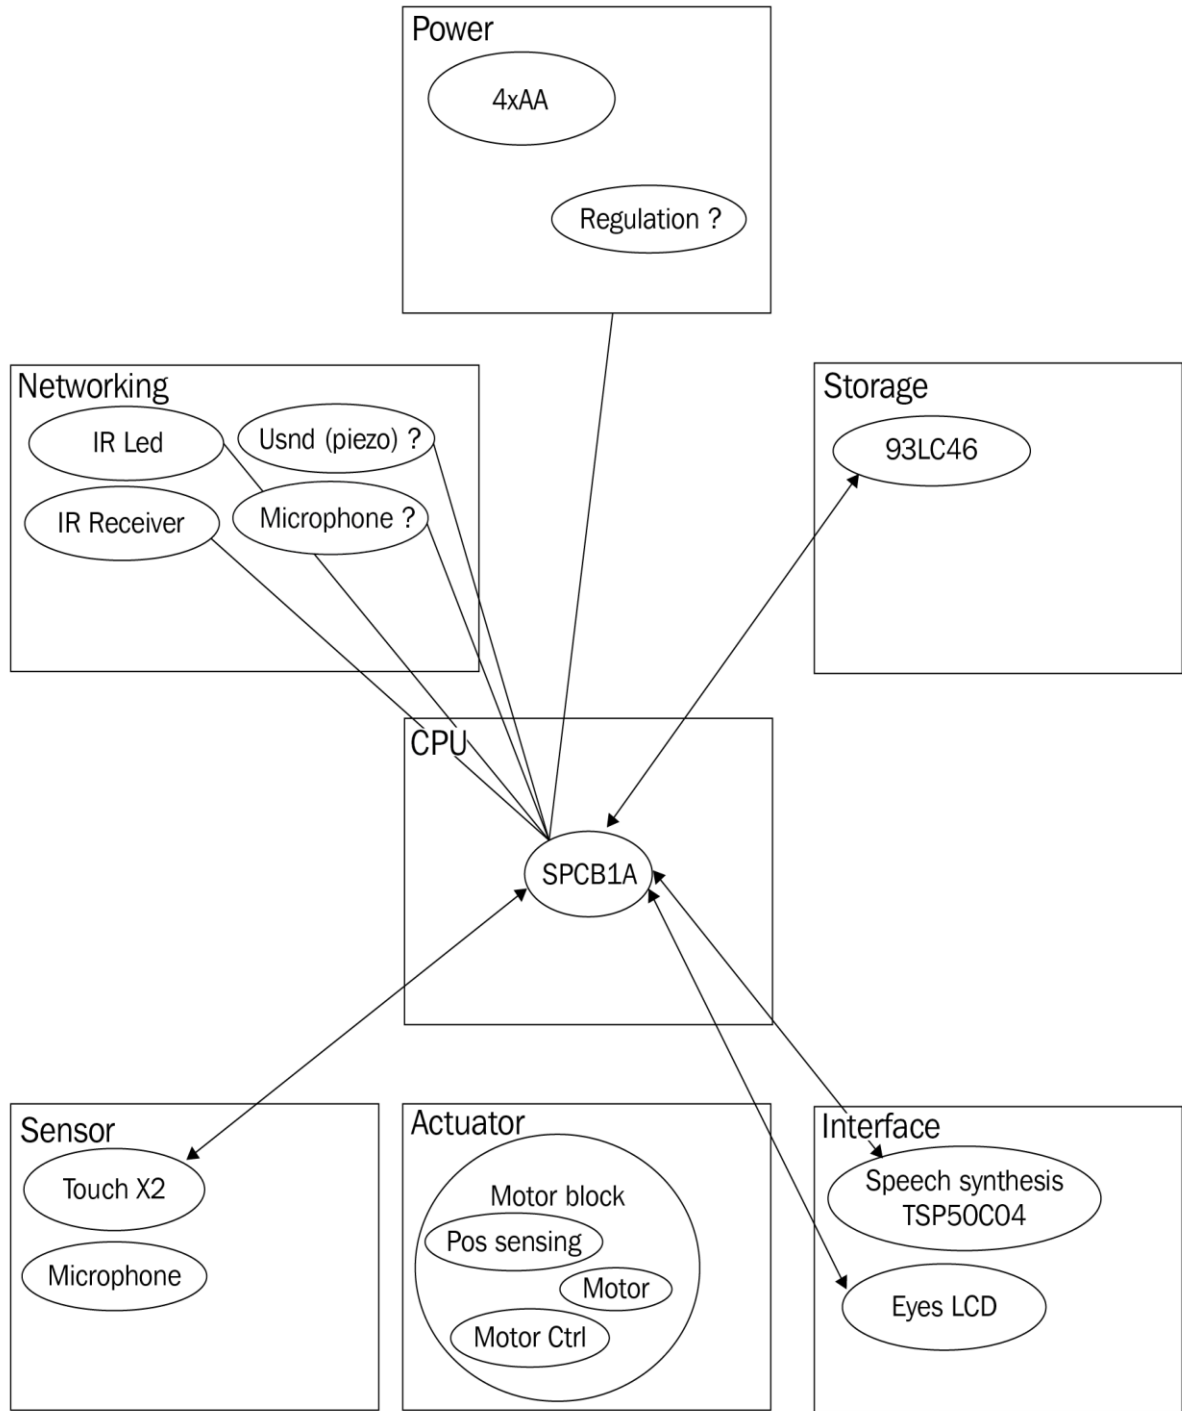 Power
4xAA
Regulation ?
Networking
IR Led
Usnd (piezo) ?
IR Receiver
Microphone ?
Storage
93LC46
CPU
SPCB1A
Sensor
Touch X2
Microphone
Actuator
Motor block
Pos sensing
Motor
Motor Ctrl
Interface
Speech synthesis
TSP50C04
Eyes LCD